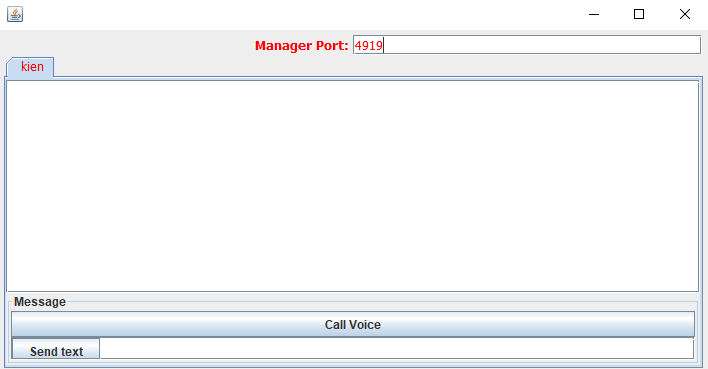 Manager Port: 4919
kien
Message
Call Voice
Send text